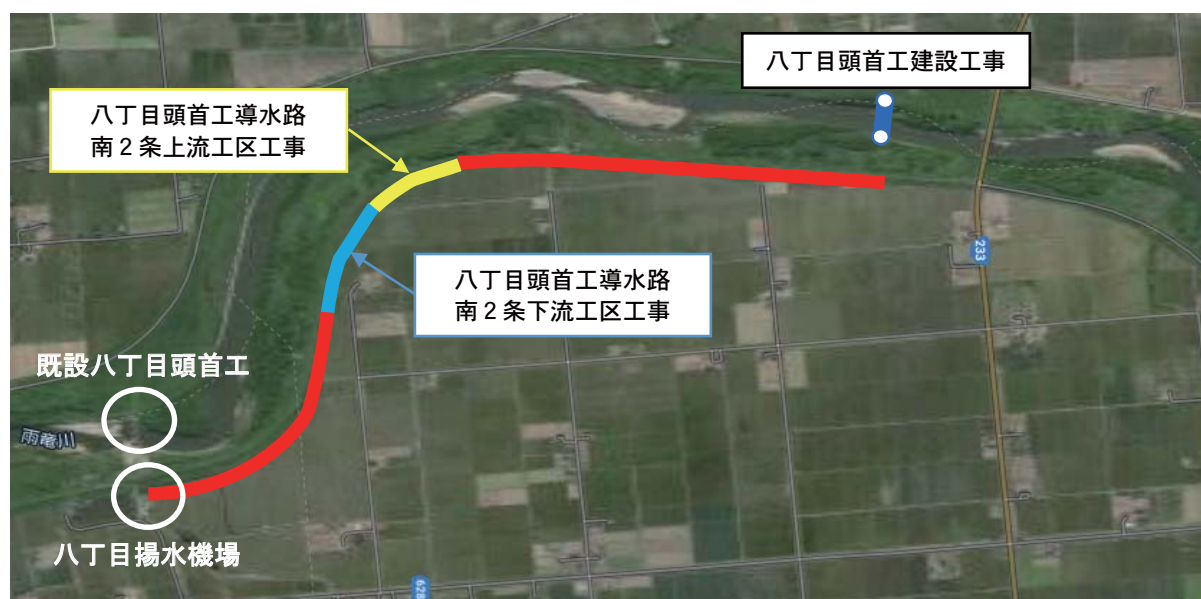 八丁目頭首工建設工事
八丁目頭首工導水路
南２条上流工区工事
233
八丁目頭首工導水路
南２条下流工区工事
既設八丁目頭首工
雨竜川
八丁目揚水機場
628